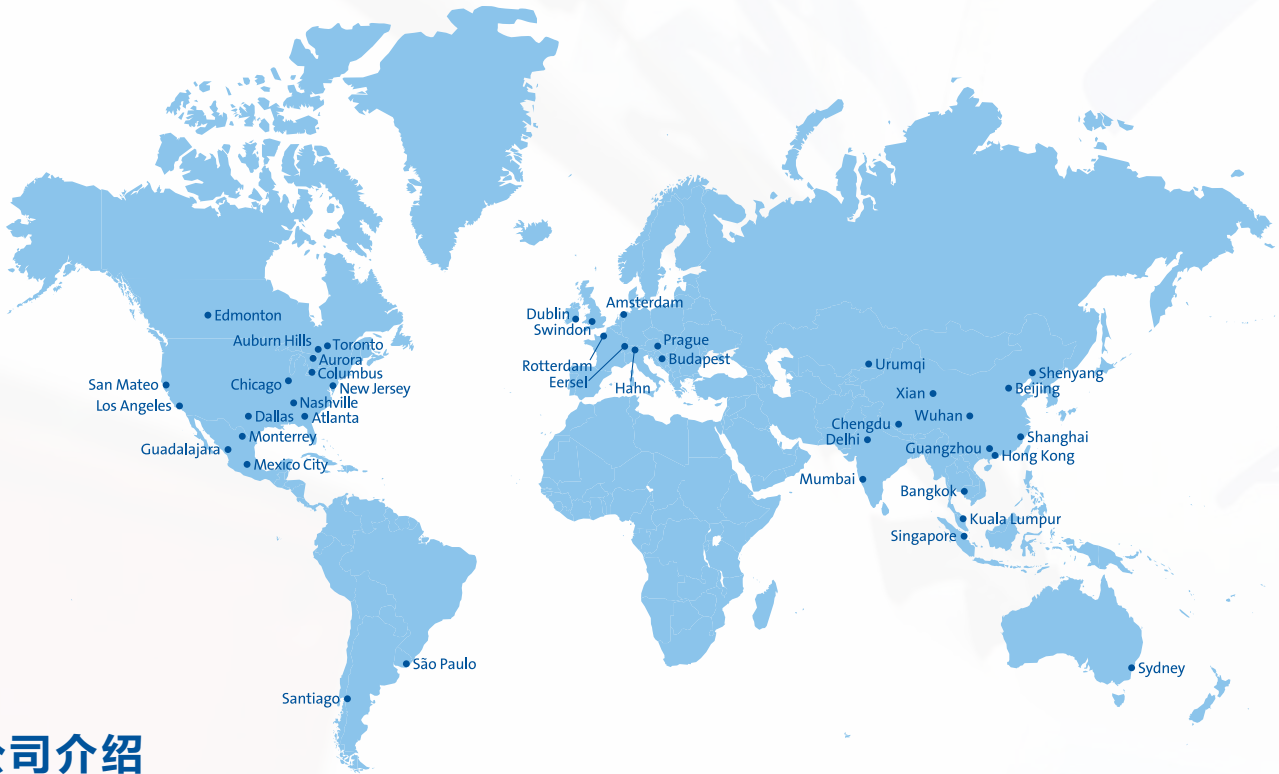 Edmonton
Auburn Hills
Toronto
Aurora
Columbus
Chicago
New Jersey
San Mateo
Los Angeles
Nashville
Dallas
Atlanta
Monterrey
Guadalajara
Mexico City
São Paulo
Santiago
Dublin
Swindon
Amsterdam
Rotterdam
Eersel
Hahn
Prague
Budapest
Urumqi
Shenyang
Beijing
Xian
Wuhan
Chengdu
Delhi
Shanghai
Guangzhou
Hong Kong
Mumbai
Bangkok
Kuala Lumpur
Singapore
Sydney
司介绍